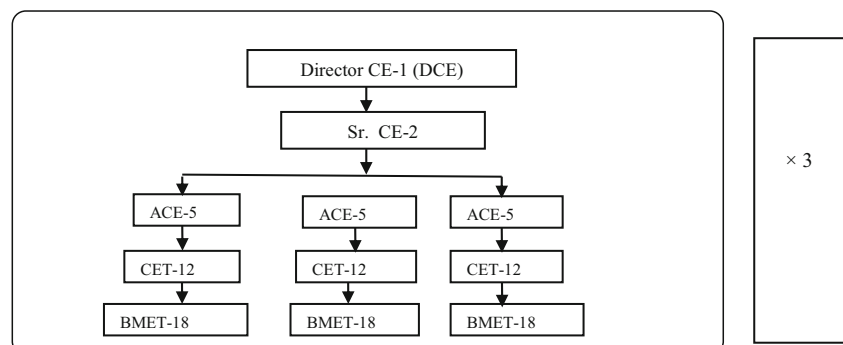 Director CE-1 (DCE)
Sr. CE-2
× 3
ACE-5 ACE-5 ACE-5
CET-12 CET-12 CET-12
BMET-18 BMET-18 BMET-18